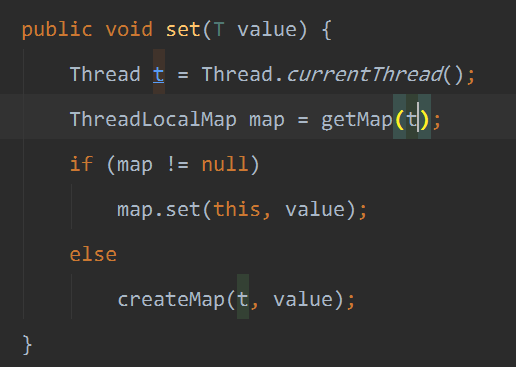 public void set(T value) {
Thread t = Thread.currentThread();
ThreadLocalMap map = getMap(t);
if (map != null)
map.set(this, value);
else
createMap(t, value);
}